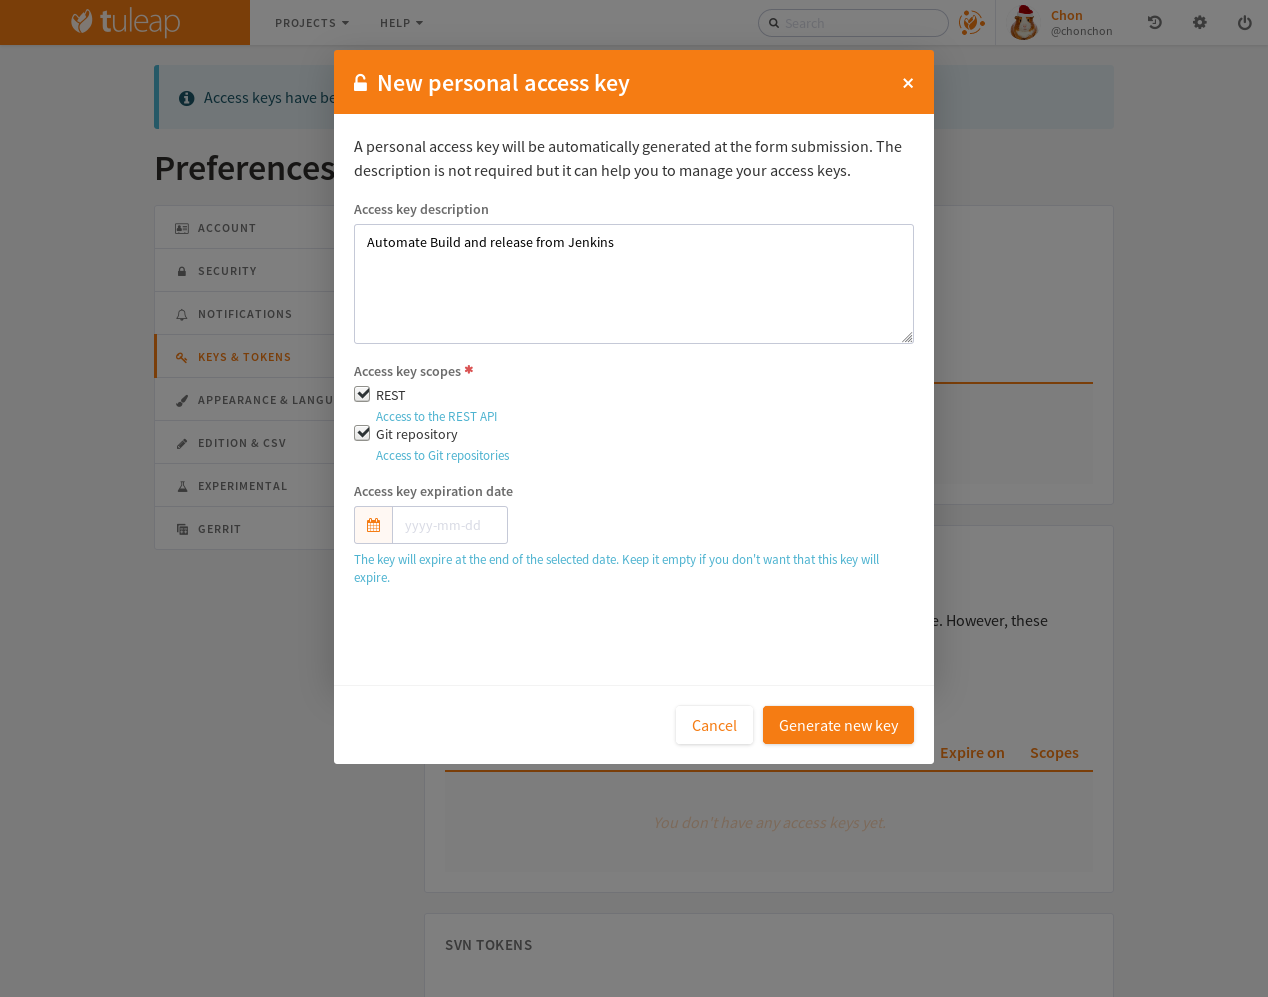 tuleap
PROJECTS
HELP
Search
Chon
@chonchon
New personal access key
×
Access keys have be
A personal access key will be automatically generated at the form submission. The
description is not required but it can help you to manage your access keys.
Preferences
Access key description
Automate Build and release from Jenkins
ACCOUNT
SECURITY
NOTIFICATIONS
KEYS & TOKENS
APPEARANCE & LANGU
EDITION & CSV
EXPERIMENTAL
GERRIT
Access key scopes *
REST
Access to the REST API
Git repository
Access to Git repositories
Access key expiration date
yyyy-mm-dd
The key will expire at the end of the selected date. Keep it empty if you don't want that this key will
expire.
e. However, these
Cancel
Generate new key
Expire on
Scopes
You don't have any access keys yet.
SVN TOKENS